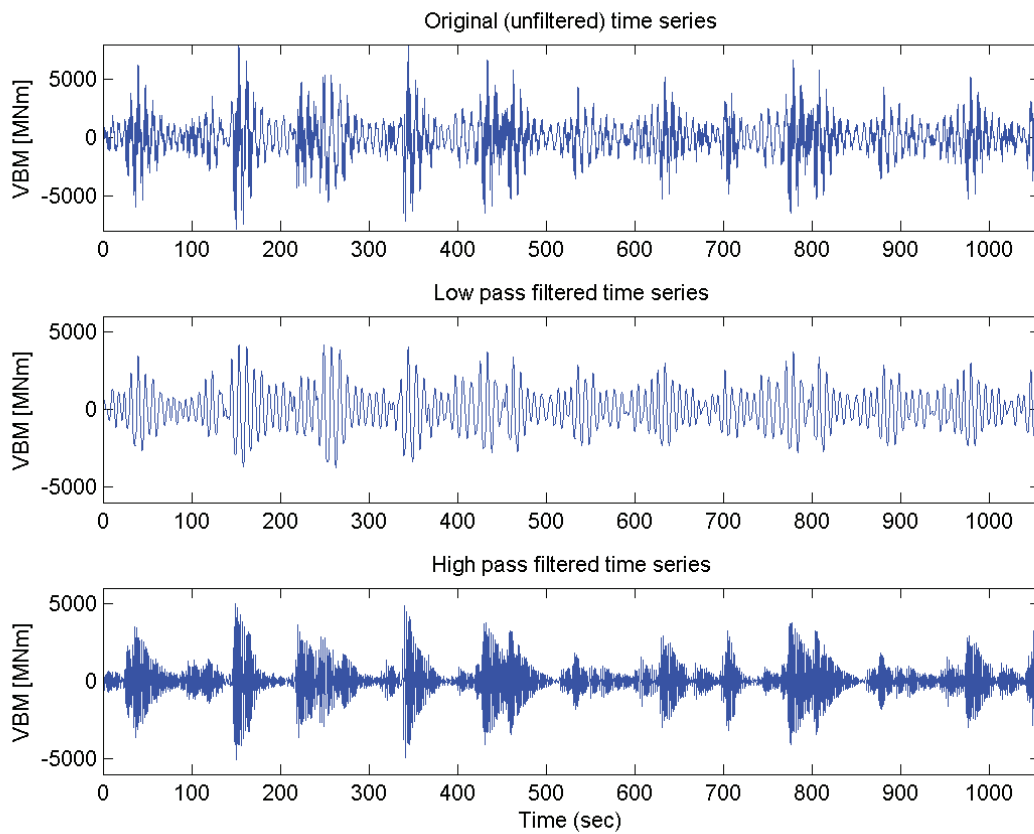 Original (unfiltered) time series
VBM [MNm]
5000
0
-5000
0 100 200 300 400 500 600 700 800 900 1000
Low pass filtered time series
VBM [MNm]
5000
0
-5000
0 100 200 300 400 500 600 700 800 900 1000
High pass filtered time series
VBM [MNm]
5000
0
-5000
0 100 200 300 400 500 600 700 800 900 1000
Time (sec)